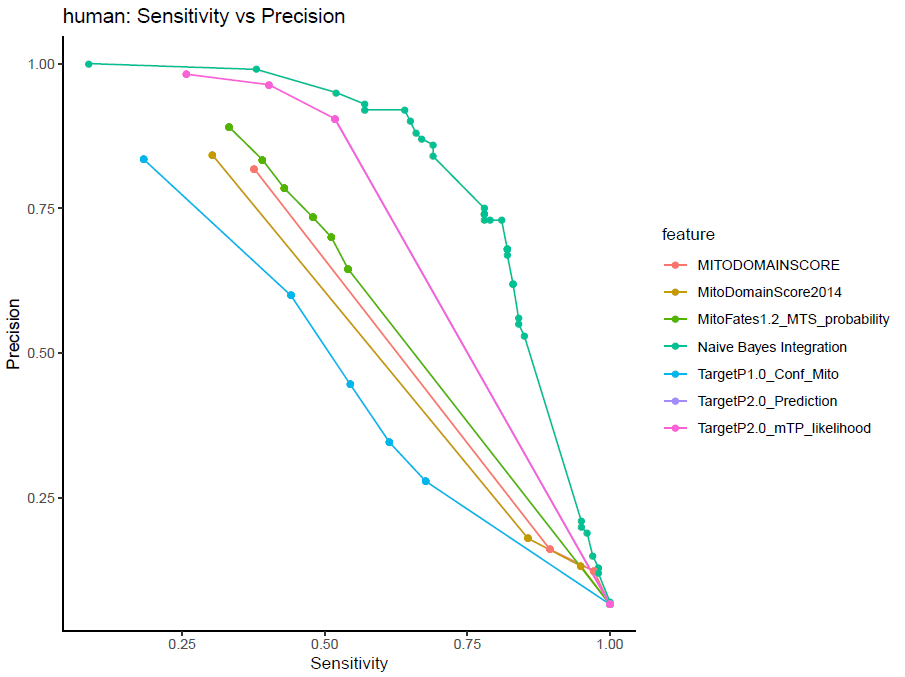 human: Sensitivity vs Precision
1.00
0.75
0.50
0.25
Precision
0.25
0.50
0.75
1.00
Sensitivity
feature
MITODOMAINSCORE
MitoDomainScore2014
MitoFates1.2_MTS_probability
Naive Bayes Integration
TargetP1.0_Conf_Mito
TargetP2.0_Prediction
TargetP2.0_mTP_likelihood